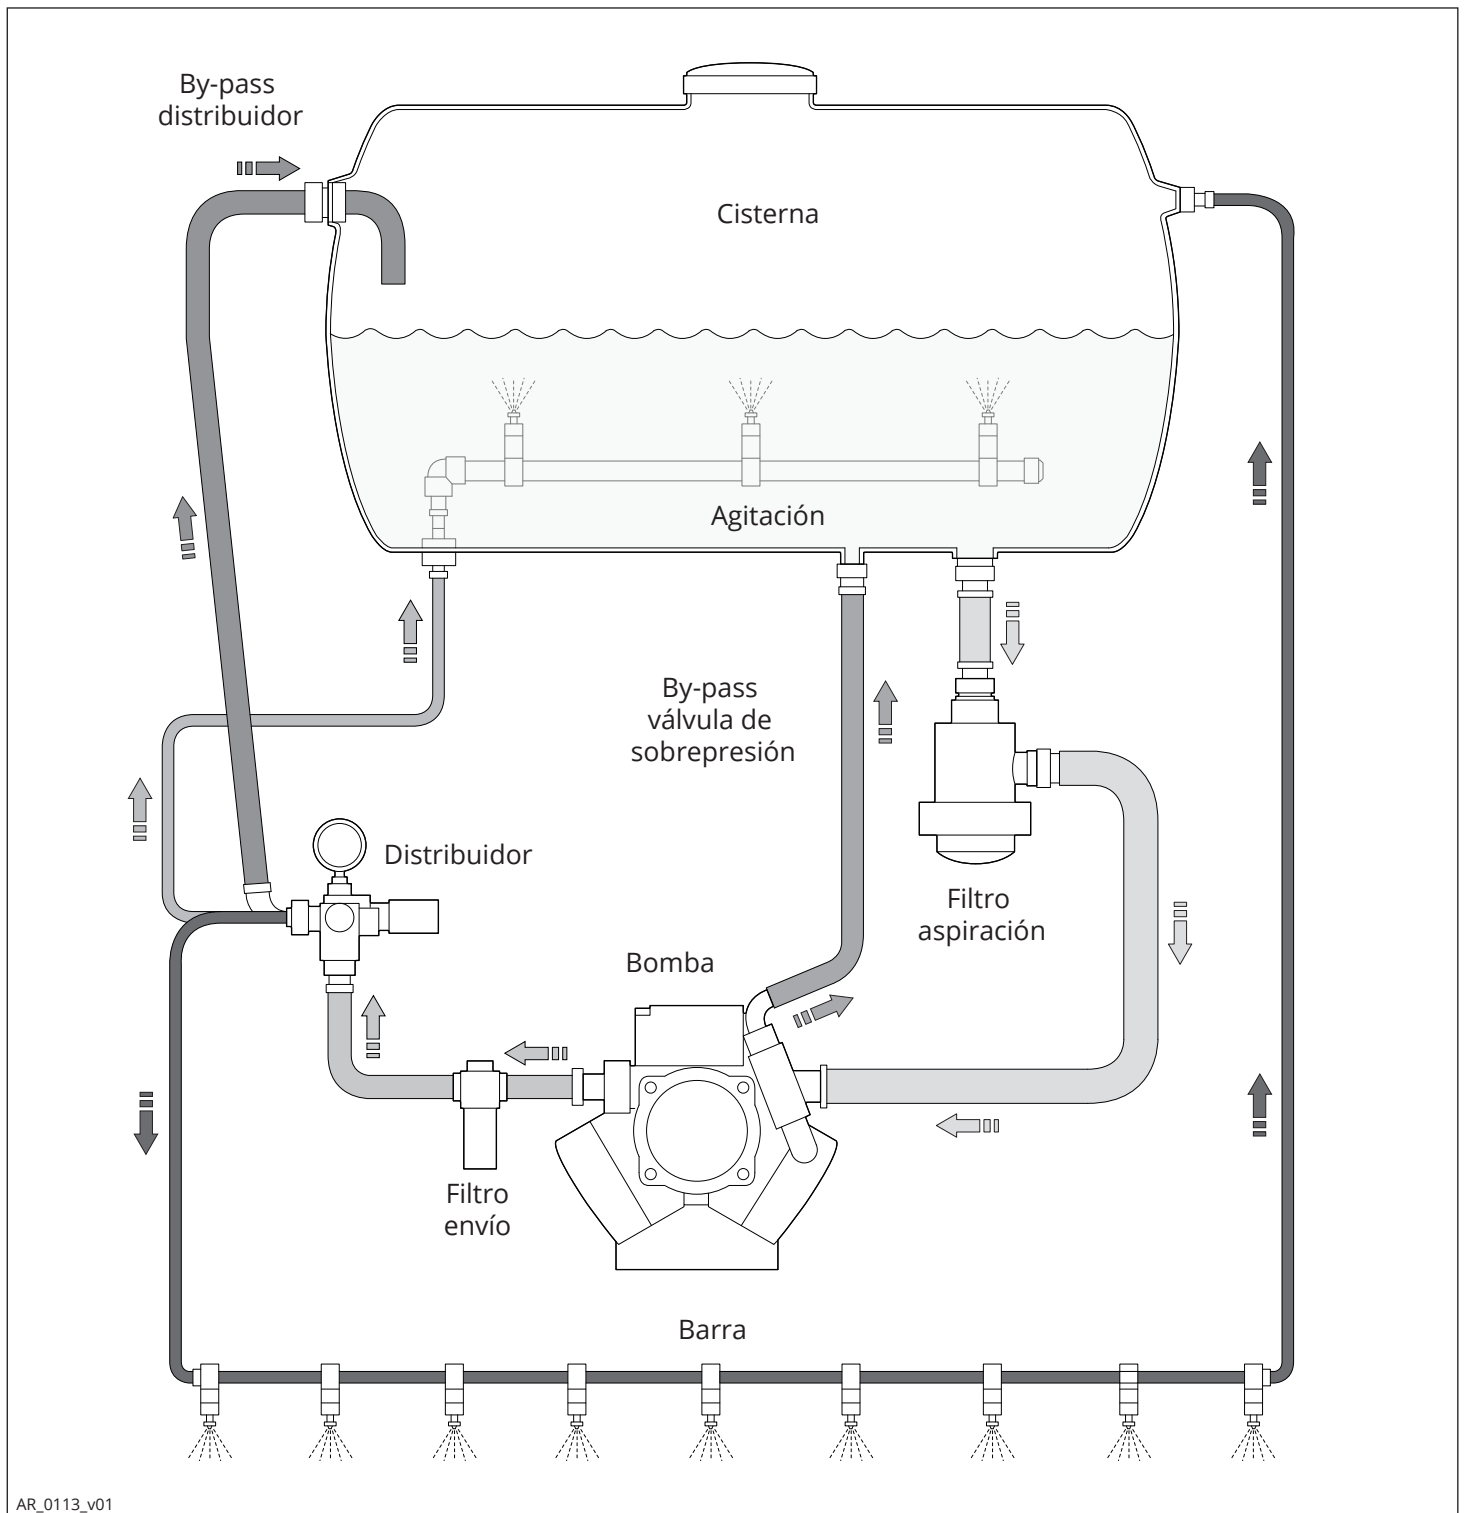 By-pass
distribuidor
Cisterna
Agitación
By-pass
válvula de
sobrepresión
Distribuidor
Filtro
aspiración
Bomba
Filtro
envío
Barra
AR_0113_v01